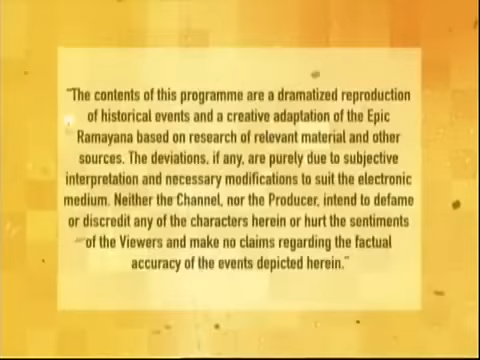 "The contents of this programme are a dramatized reproduction
of historical events and a creative adaptation of the Epic
Ramayana based on research of relevant material and other
sources. The deviations, if any, are purely due to subjective
interpretation and necessary modifications to suit the electronic
medium. Neither the Channel, nor the Producer, intend to defame
or discredit any of the characters herein or hurt the sentiments
of the Viewers and make no claims regarding the factual
accuracy of the events depicted herein."